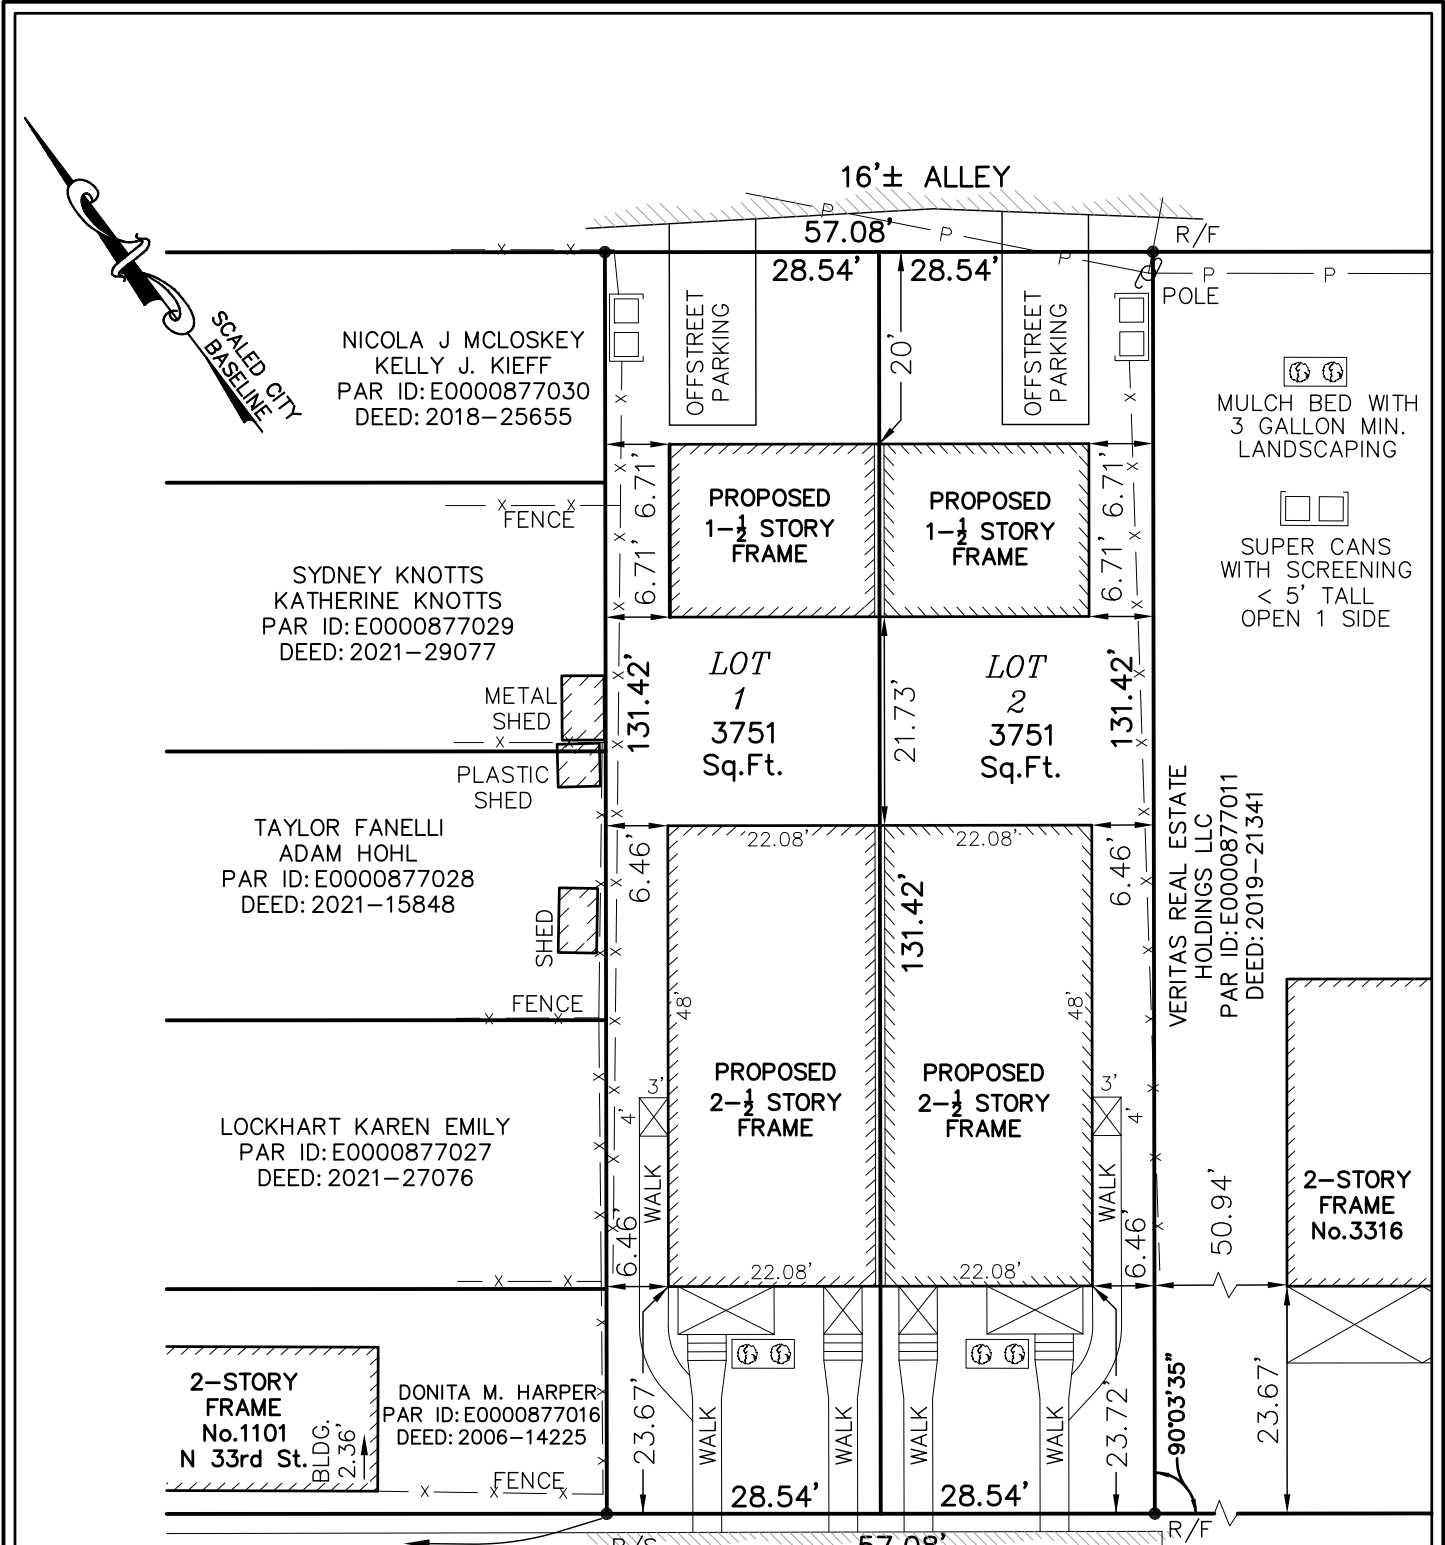 16'± ALLEY
P
57.08'
P
R/F
28.54'
28.54'
P
P
P
POLE
SCALED CITY
BASELINE
NICOLA J MCLOSKEY
KELLY J. KIEFF
PAR ID: E0000877030
DEED: 2018-25655
OFFSTREET
PARKING
20'
OFFSTREET
PARKING
MULCH BED WITH
3 GALLON MIN.
LANDSCAPING
6.71'
6.71'
FENCE
PROPOSED
1-1/2 STORY
FRAME
PROPOSED
1-1/2 STORY
FRAME
6.71'
6.71'
SUPER CANS
WITH SCREENING
< 5' TALL
OPEN 1 SIDE
SYDNEY KNOTTS
KATHERINE KNOTTS
PAR ID: E0000877029
DEED: 2021-29077
METAL
SHED
131.42'
LOT
1
3751
Sq.Ft.
21.73'
LOT
2
3751
Sq.Ft.
131.42'
PLASTIC
SHED
TAYLOR FANELLI
ADAM HOHL
PAR ID: E0000877028
DEED: 2021-15848
6.46'
22.08'
22.08'
6.46'
VERITAS REAL ESTATE
HOLDINGS LLC
PAR ID: E0000877011
DEED: 2019-21341
131.42'
SHED
FENCE
48'
48'
LOCKHART KAREN EMILY
PAR ID: E0000877027
DEED: 2021-27076
3'
4'
WALK
PROPOSED
2-1/2 STORY
FRAME
PROPOSED
2-1/2 STORY
FRAME
3'
4'
WALK
6.46'
6.46'
50.94'
2-STORY
FRAME
No.3316
22.08'
22.08'
2-STORY
FRAME
No.1101
N 33rd St.
BLDG.
2.36'
DONITA M. HARPER
PAR ID: E0000877016
DEED: 2006-14225
FENCE
23.67'
WALK
WALK
WALK
WALK
23.72'
90°03'35"
23.67'
28.54'
28.54'
R/F
R/S
57.08'